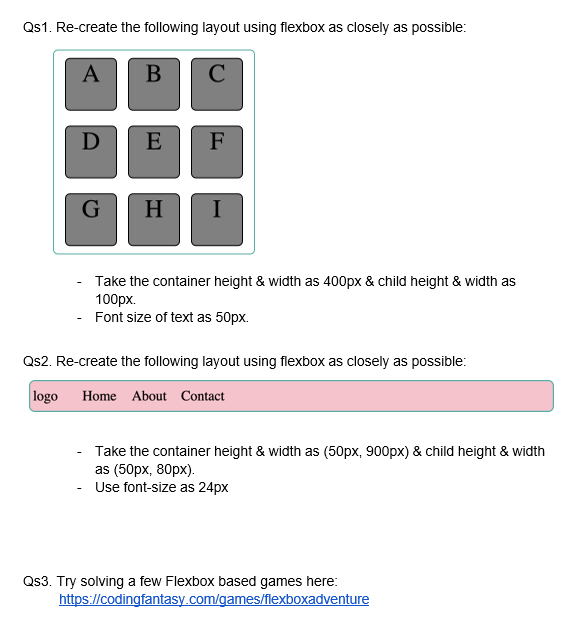 Qs1. Re-create the following layout using flexbox as closely as possible:
A B C
D E F
G H I
- Take the container height & width as 400px & child height & width as
100px.
- Font size of text as 50px.
Qs2. Re-create the following layout using flexbox as closely as possible:
logo Home About Contact
- Take the container height & width as (50px, 900px) & child height & width
as (50px, 80px).
- Use font-size as 24px
Qs3. Try solving a few Flexbox based games here:
https://codingfantasy.com/games/flexboxadventure